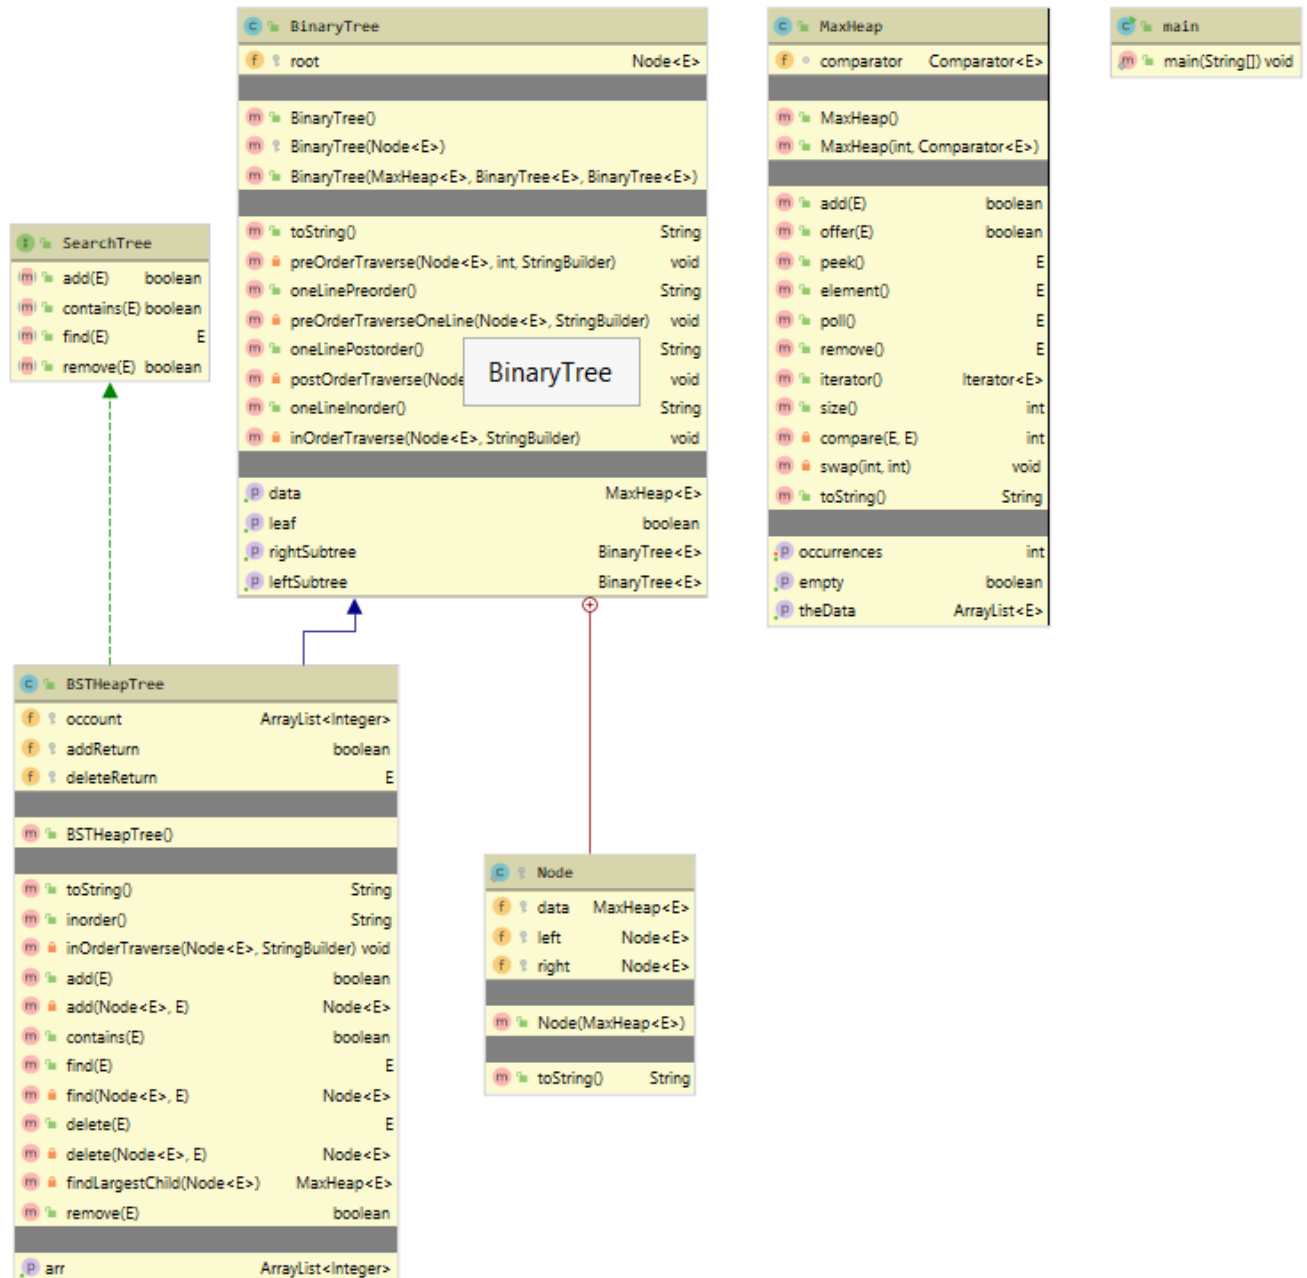 BinaryTree
root Node<E>
BinaryTree()
BinaryTree(Node<E>)
BinaryTree(MaxHeap<E>, BinaryTree<E>, BinaryTree<E>)
toString() String
preOrderTraverse(Node<E>, int, StringBuilder) void
oneLinePreorder() String
preOrderTraverseOneLine(Node<E>, StringBuilder) void
oneLinePostorder() String
postOrderTraverse(Node void
oneLineInorder() String
inOrderTraverse(Node<E>, StringBuilder) void
data MaxHeap<E>
leaf boolean
rightSubtree BinaryTree<E>
leftSubtree BinaryTree<E>
BinaryTree
MaxHeap
comparator Comparator<E>
MaxHeap()
MaxHeap(int, Comparator<E>)
add(E) boolean
offer(E) boolean
peek() E
element() E
poll() E
remove() E
iterator() Iterator<E>
size() int
compare(E, E) int
swap(int, int) void
toString() String
occurrences int
empty boolean
theData ArrayList<E>
main
main(String[]) void
SearchTree
add(E) boolean
contains(E) boolean
find(E) E
remove(E) boolean
BSTHeapTree
occount ArrayList<Integer>
addReturn boolean
deleteReturn E
BSTHeapTree()
toString() String
inorder() String
inOrderTraverse(Node<E>, StringBuilder) void
add(E) boolean
add(Node<E>, E) Node<E>
contains(E) boolean
find(E) E
find(Node<E>, E) Node<E>
delete(E) E
delete(Node<E>, E) Node<E>
findLargestChild(Node<E>) MaxHeap<E>
remove(E) boolean
arr ArrayList<Integer>
Node
data MaxHeap<E>
left Node<E>
right Node<E>
Node(MaxHeap<E>)
toString() String